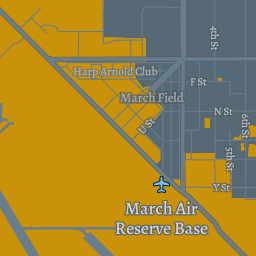 4th St
Harp Arnold Club
F St
March Field
N St
6th St
U St
5th St
Y St
March Air
Reserve Base